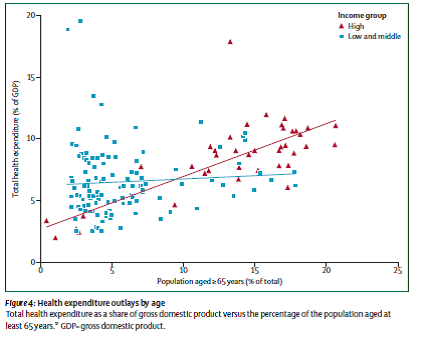 Income group
High
Low and middle
20
15
10
5
0
Total health expenditure (% of GDP)
0 5 10 15 20 25
Population aged ≥ 65 years (% of total)
Figure 4: Health expenditure outlays by age
Total health expenditure as a share of gross domestic product versus the percentage of the population aged at
least 65 years. GDP=gross domestic product.